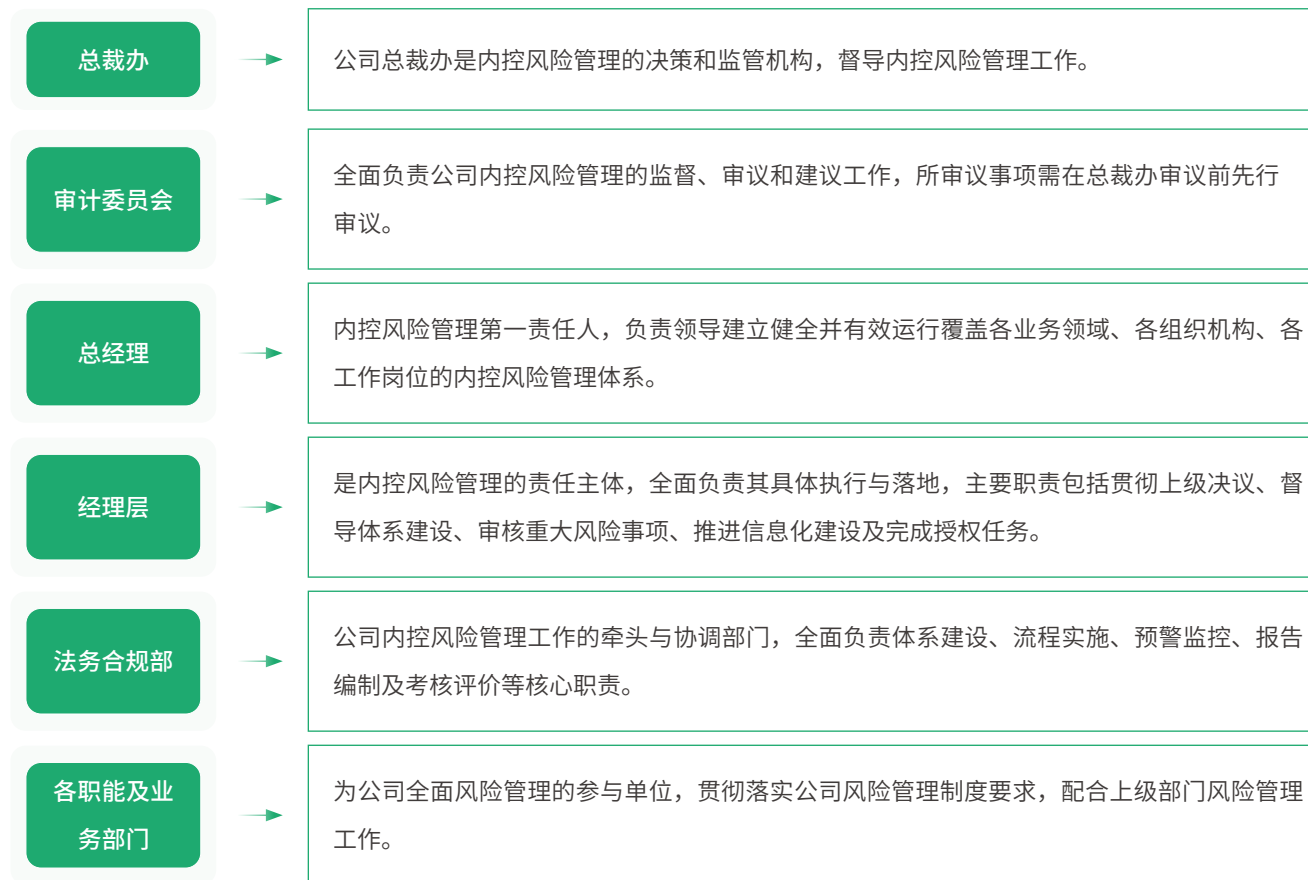 总裁办
公司总裁办是内控风险管理的决策和监管机构，督导内控风险管理工作。
审计委员会
全面负责公司内控风险管理的监督、审议和建议工作，所审议事项需在总裁办审议前先行
审议。
总经理
内控风险管理第一责任人，负责领导建立健全并有效运行覆盖各业务领域、各组织机构、各
工作岗位的内控风险管理体系。
经理层
是内控风险管理的责任主体，全面负责其具体执行与落地，主要职责包括贯彻上级决议、督
导体系建设、审核重大风险事项、推进信息化建设及完成授权任务。
法务合规部
公司内控风险管理工作的牵头与协调部门，全面负责体系建设、流程实施、预警监控、报告
编制及考核评价等核心职责。
各职能及业
务部门
为公司全面风险管理的参与单位，贯彻落实公司风险管理制度要求，配合上级部门风险管理
工作。